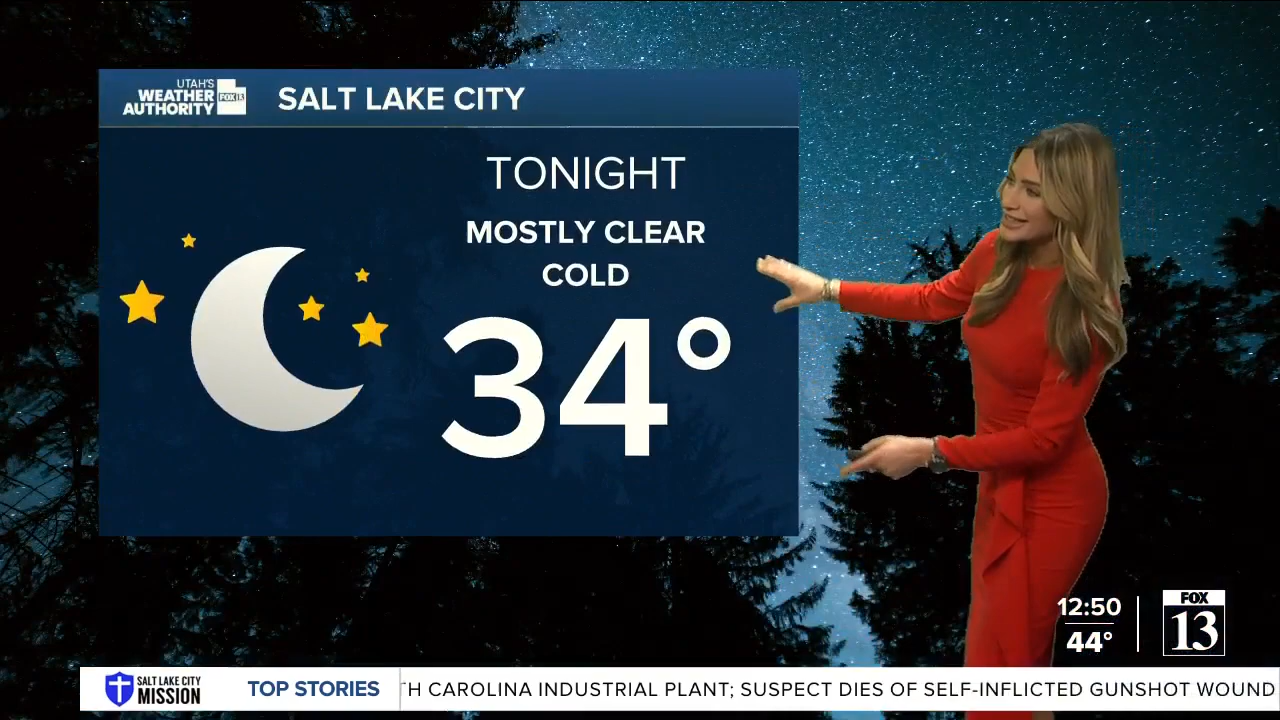 UTAH'S
WEATHER
AUTHORITY
FOX 13
SALT LAKE CITY
TONIGHT
MOSTLY CLEAR
COLD
34°
12:50
44°
FOX
13
SALT LAKE CITY
MISSION
TOP STORIES
TH CAROLINA INDUSTRIAL PLANT; SUSPECT DIES OF SELF-INFLICTED GUNSHOT WOUND